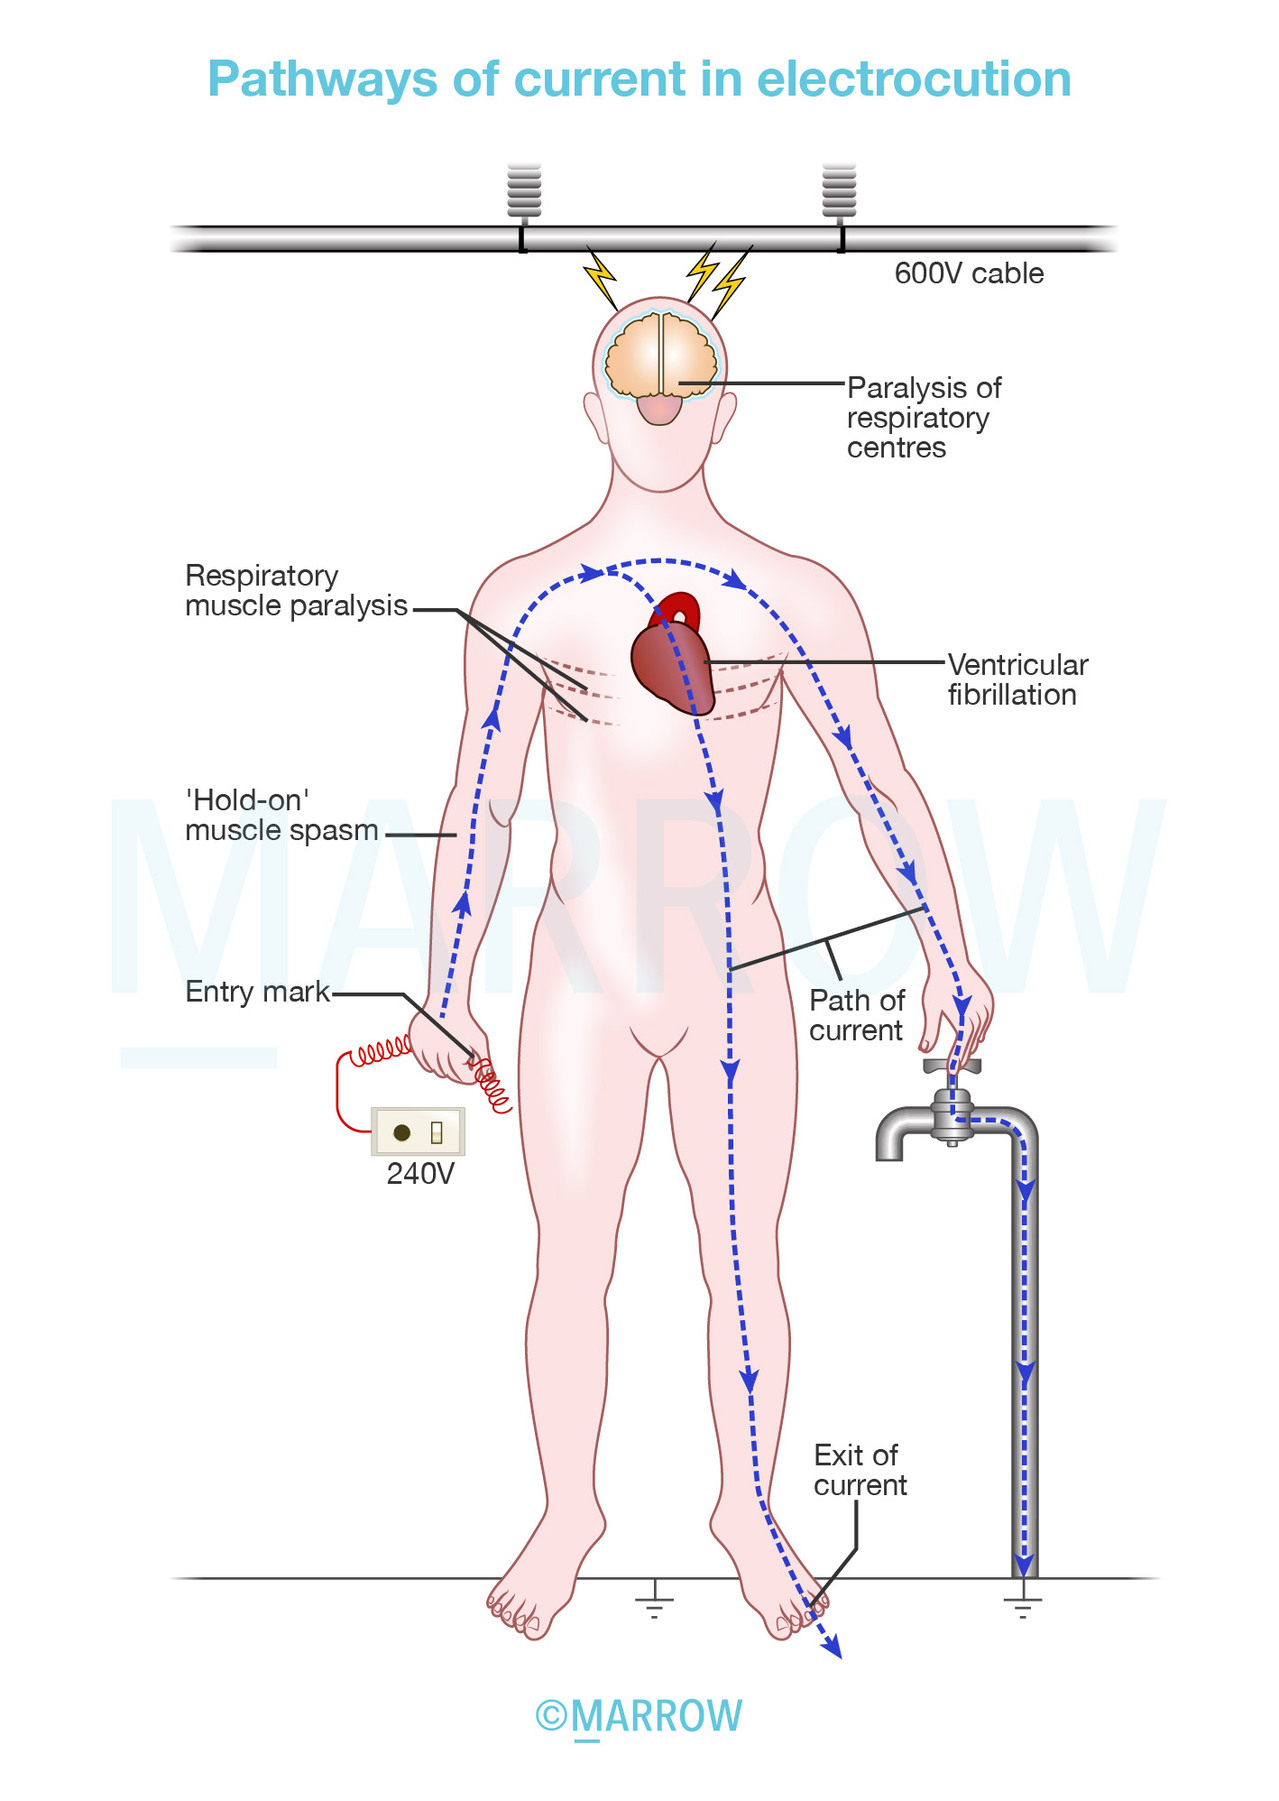 Pathways of current in electrocution
600V cable
Paralysis of
respiratory
centres
Respiratory
muscle paralysis
Ventricular
fibrillation
'Hold-on'
muscle spasm
MARROW
Entry mark
Path of
current
240V
Exit of
current
©MARROW